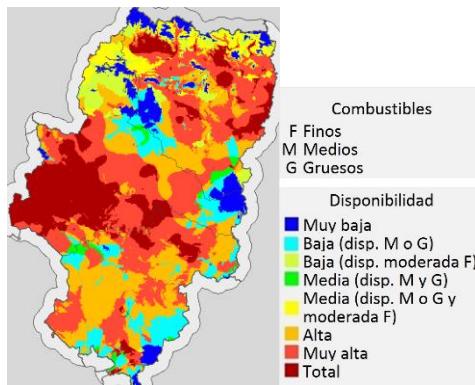 Combustibles
F Finos
M Medios
G Gruesos
Disponibilidad
Muy baja
Baja (disp. M o G)
Baja (disp. moderada F)
Media (disp. M y G)
Media (disp. M o G y
moderada F)
Alta
Muy alta
Total